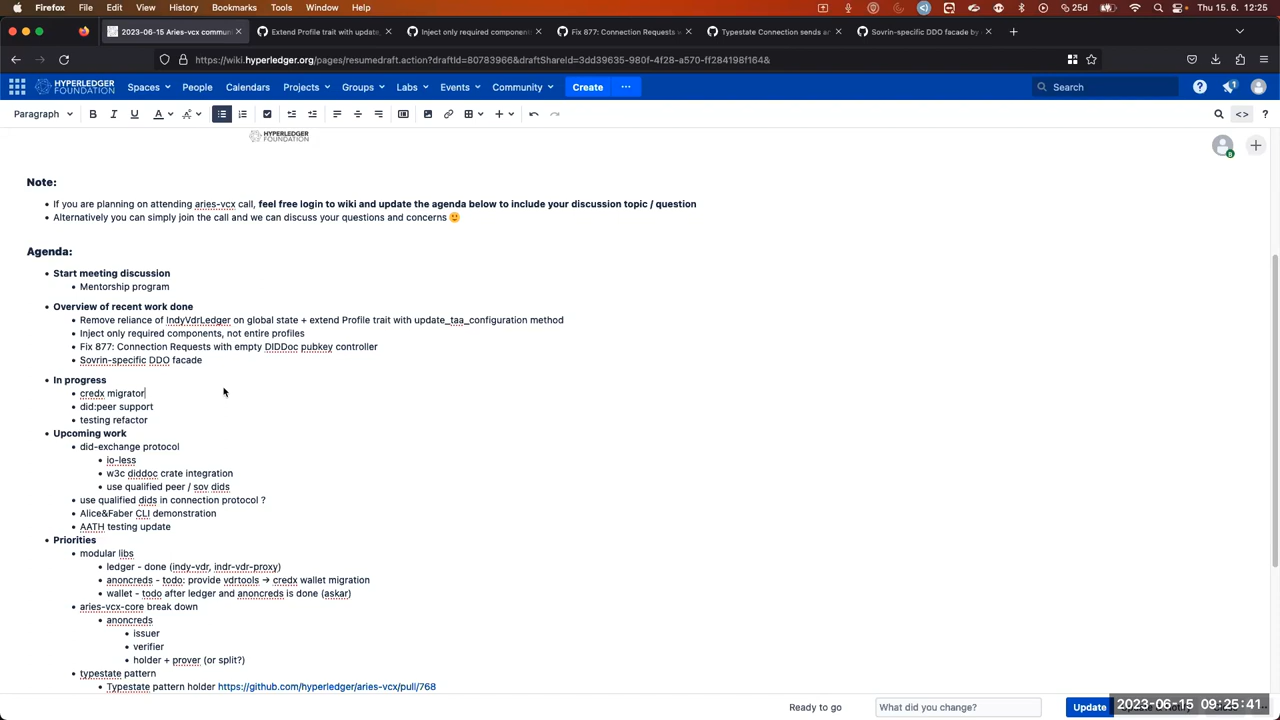 Firefox File Edit View History Bookmarks Tools Window Help
Thu 15. 6. 12:25
2023-06-15 Aries-vcx commun
Extend Profile trait with update_
Inject only required component
Fix 877: Connection Requests w
Typestate Connection sends an
Sovrin-specific DDO facade by
https://wiki.hyperledger.org/pages/resumedraft.action?draftId=80783966&draftShareId=3dd39635-980f-4f28-a570-ff284198f164&
HYPERLEDGER FOUNDATION
Spaces People Calendars Projects Groups Labs Events Community Create ... Search
Paragraph B I U A
HYPERLEDGER FOUNDATION
Note:
If you are planning on attending aries-vcx call, feel free login to wiki and update the agenda below to include your discussion topic / question
Alternatively you can simply join the call and we can discuss your questions and concerns
Agenda:
Start meeting discussion
Mentorship program
Overview of recent work done
Remove reliance of IndyVdrLedger on global state + extend Profile trait with update_taa_configuration method
Inject only required components, not entire profiles
Fix 877: Connection Requests with empty DIDDoc pubkey controller
Sovrin-specific DDO facade
In progress
credx migrator
did:peer support
testing refactor
Upcoming work
did-exchange protocol
io-less
w3c diddoc crate integration
use qualified peer / sov dids
use qualified dids in connection protocol ?
Alice&Faber CLI demonstration
AATH testing update
Priorities
modular libs
ledger - done (indy-vdr, indr-vdr-proxy)
anoncreds - todo: provide vdrtools → credx wallet migration
wallet - todo after ledger and anoncreds is done (askar)
aries-vcx-core break down
anoncreds
issuer
verifier
holder + prover (or split?)
typestate pattern
Typestate pattern holder https://github.com/hyperledger/aries-vcx/pull/768
Ready to go
What did you change?
Update
2023-06-15 09:25:41